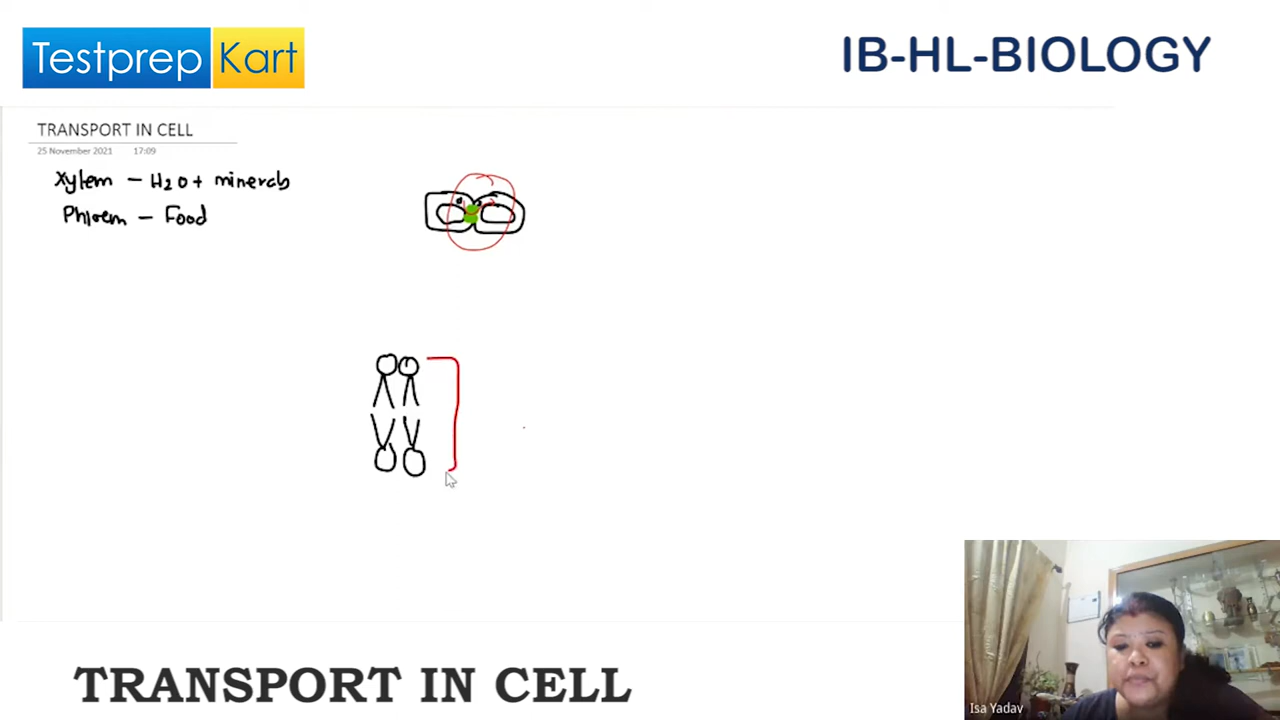 Testprep Kart
IB-HL-BIOLOGY
TRANSPORT IN CELL
25 November 2021 17:09
Xylem – H2O + minerals
Phloem – Food
TRANSPORT IN CELL
Isa Yadav